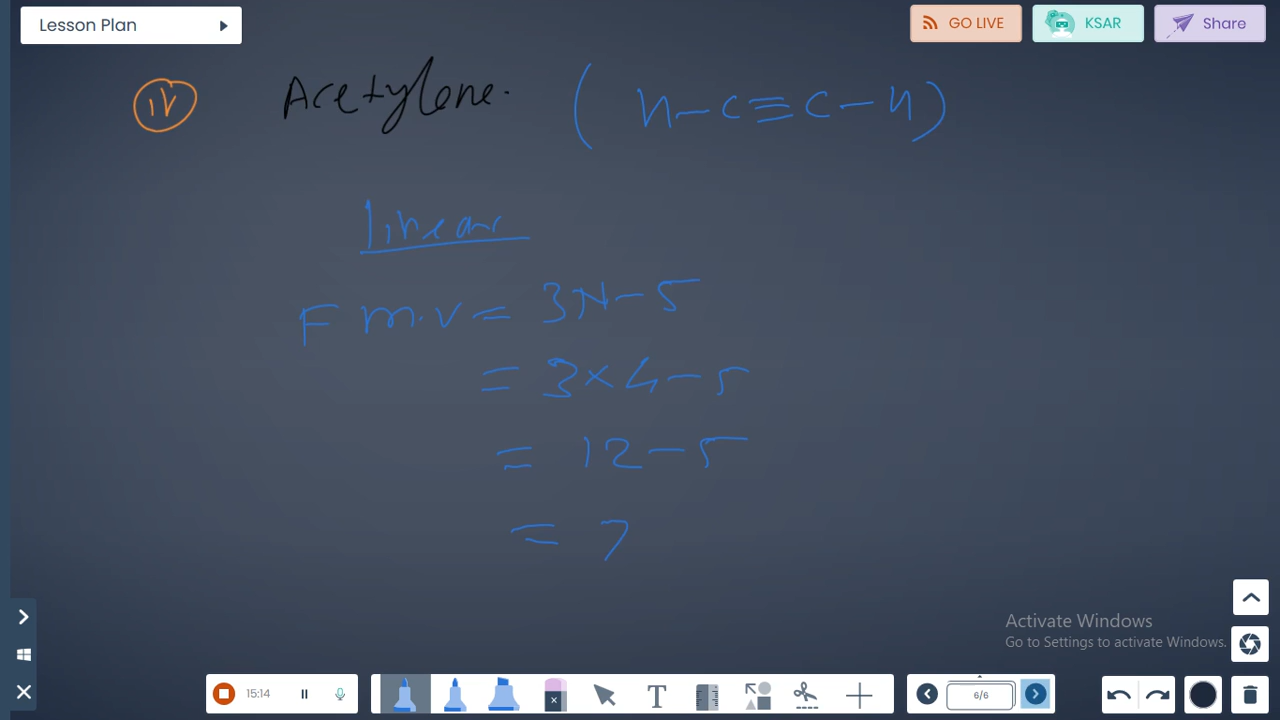 Lesson Plan
GO LIVE
KSAR
Share
iv Acetylene. (H-C≡C-H)
linear
F m.v = 3N-5
= 3×4-5
= 12-5
= 7
Activate Windows
Go to Settings to activate Windows.
15:14
T
6/6